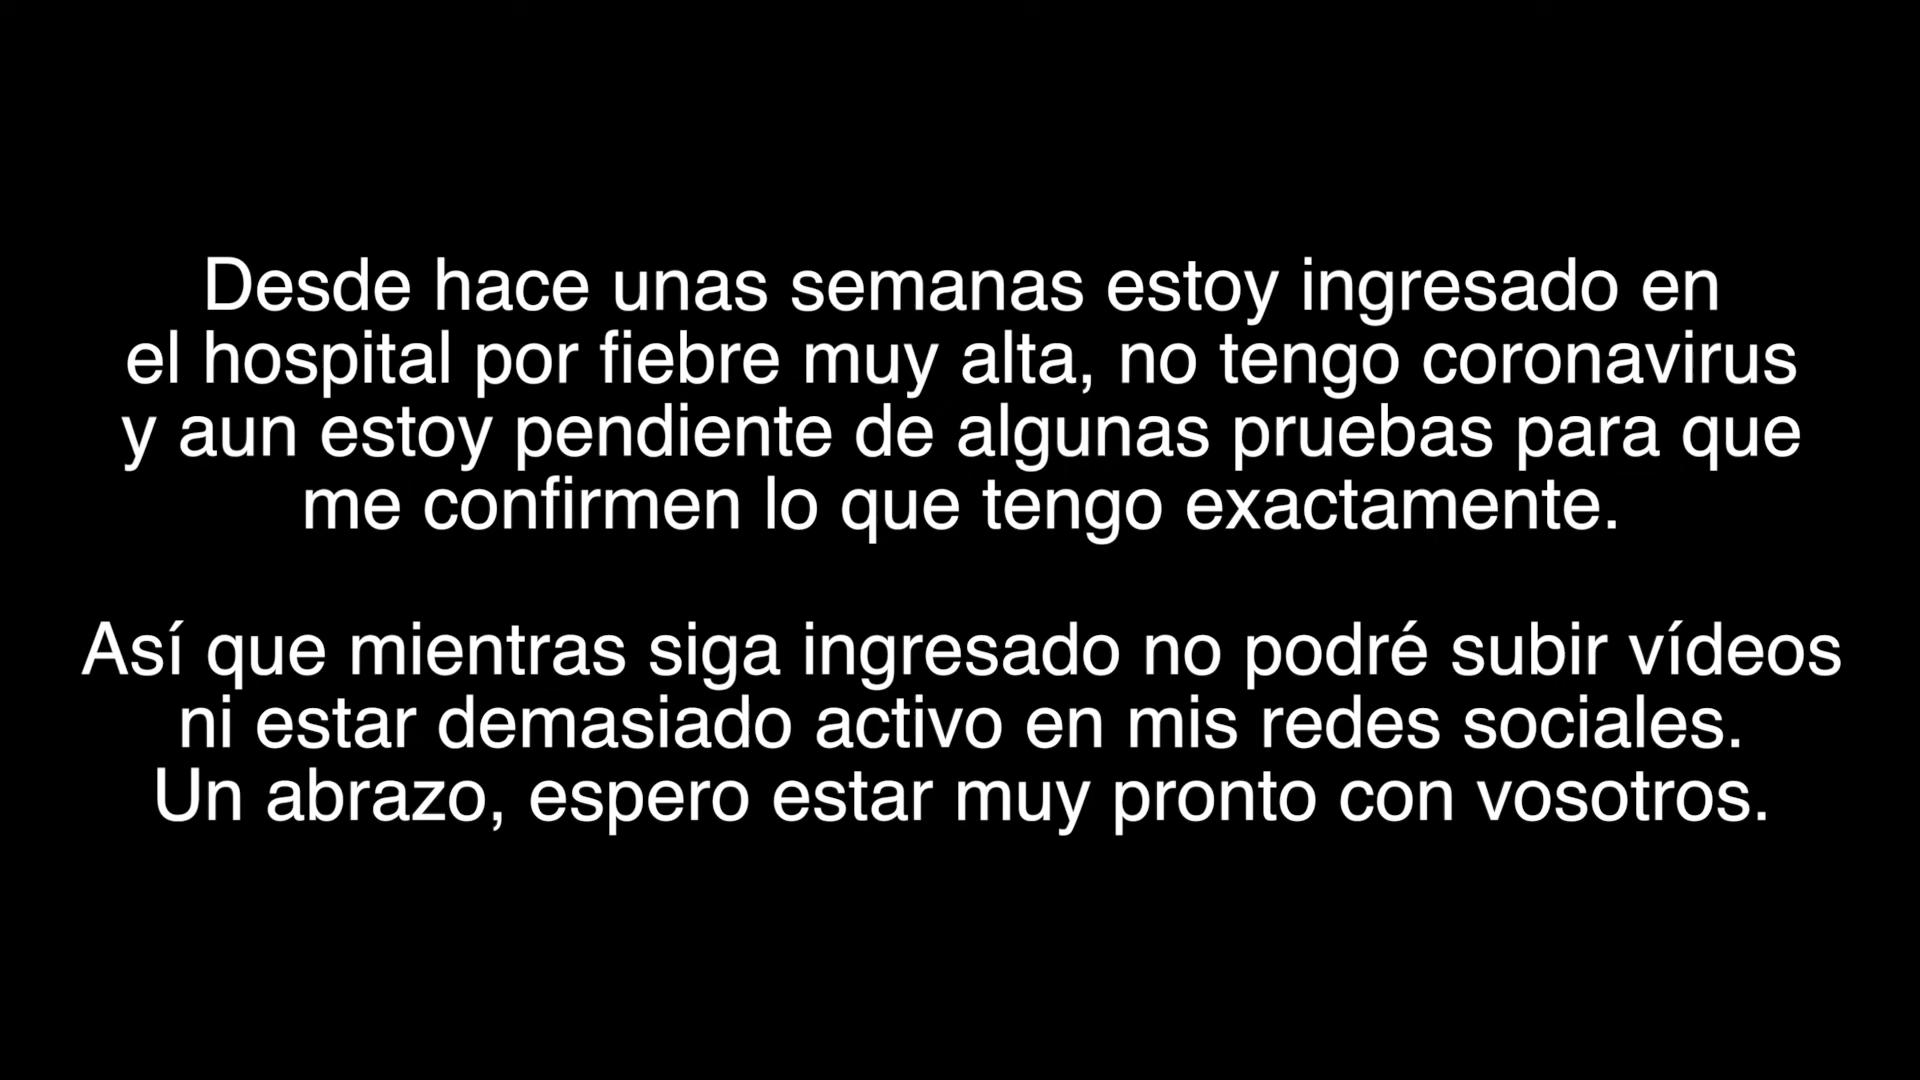 Desde hace unas semanas estoy ingresado en
el hospital por fiebre muy alta, no tengo coronavirus
y aun estoy pendiente de algunas pruebas para que
me confirmen lo que tengo exactamente.
Así que mientras siga ingresado no podré subir vídeos
ni estar demasiado activo en mis redes sociales.
Un abrazo, espero estar muy pronto con vosotros.